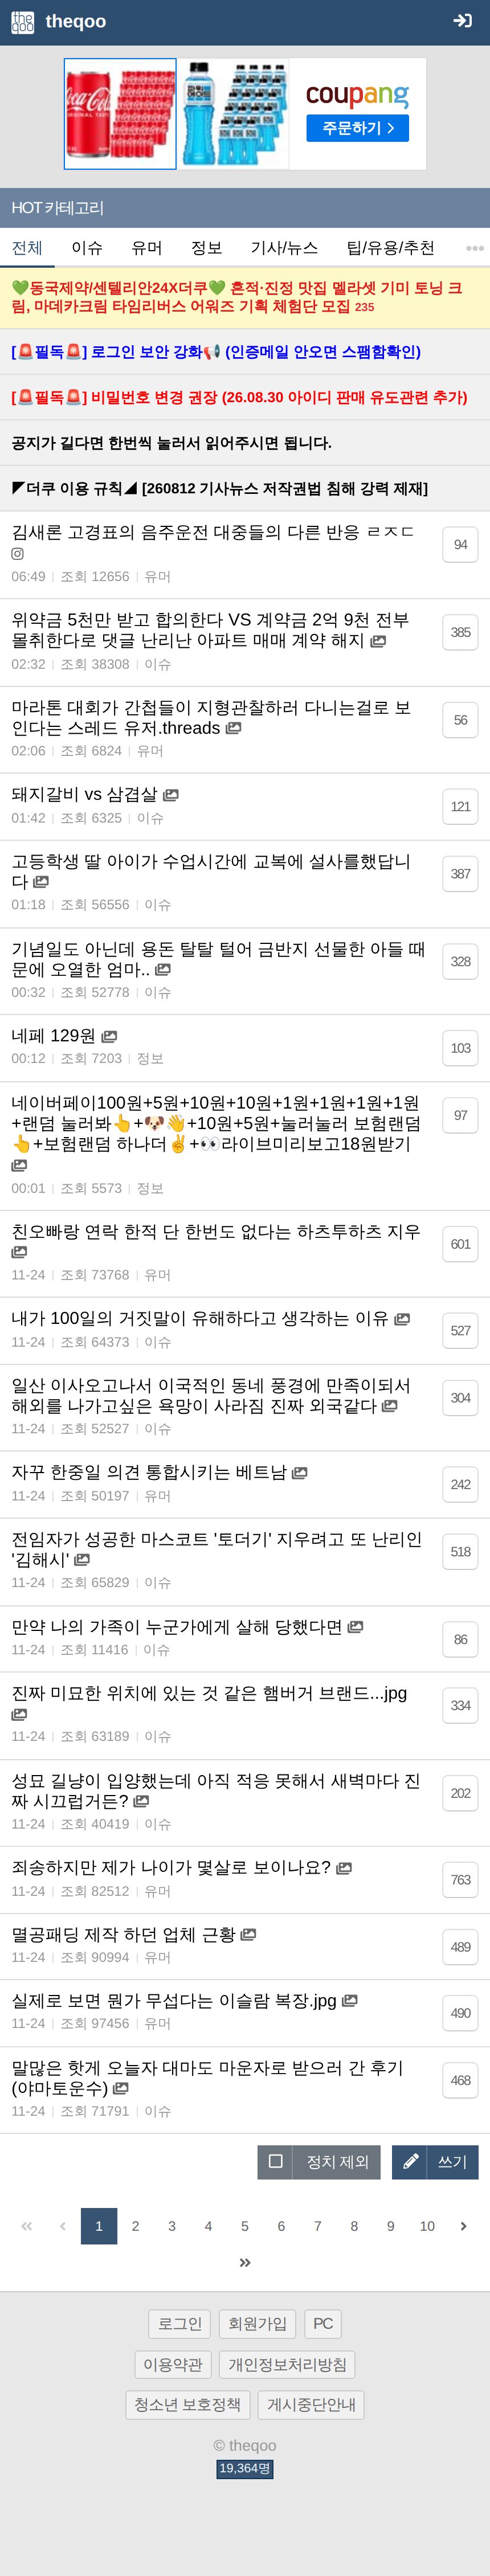 the qoo theqoo
Coca-Cola ORIGINAL TASTE
coupang
주문하기 >
HOT 카테고리
전체 이슈 유머 정보 기사/뉴스 팁/유용/추천 •••
💚동국제약/센텔리안24X더쿠💚 흔적·진정 맛집 멜라셋 기미 토닝 크
림, 마데카크림 타임리버스 어워즈 기획 체험단 모집 235
[🚨필독🚨] 로그인 보안 강화📢 (인증메일 안오면 스팸함확인)
[🚨필독🚨] 비밀번호 변경 권장 (26.08.30 아이디 판매 유도관련 추가)
공지가 길다면 한번씩 눌러서 읽어주시면 됩니다.
◤더쿠 이용 규칙◢ [260812 기사뉴스 저작권법 침해 강력 제재]
김새론 고경표의 음주운전 대중들의 다른 반응 ㄹㅈㄷ
94
06:49 | 조회 12656 | 유머
위약금 5천만 받고 합의한다 VS 계약금 2억 9천 전부
몰취한다로 댓글 난리난 아파트 매매 계약 해지
385
02:32 | 조회 38308 | 이슈
마라톤 대회가 간첩들이 지형관찰하러 다니는걸로 보
인다는 스레드 유저.threads
56
02:06 | 조회 6824 | 유머
돼지갈비 vs 삼겹살
121
01:42 | 조회 6325 | 이슈
고등학생 딸 아이가 수업시간에 교복에 설사를했답니
다
387
01:18 | 조회 56556 | 이슈
기념일도 아닌데 용돈 탈탈 털어 금반지 선물한 아들 때
문에 오열한 엄마..
328
00:32 | 조회 52778 | 이슈
네페 129원
103
00:12 | 조회 7203 | 정보
네이버페이100원+5원+10원+10원+1원+1원+1원+1원
+랜덤 눌러봐👆+🐶👋+10원+5원+눌러눌러 보험랜덤
👆+보험랜덤 하나더✌+👀라이브미리보고18원받기
97
00:01 | 조회 5573 | 정보
친오빠랑 연락 한적 단 한번도 없다는 하츠투하츠 지우
601
11-24 | 조회 73768 | 유머
내가 100일의 거짓말이 유해하다고 생각하는 이유
527
11-24 | 조회 64373 | 이슈
일산 이사오고나서 이국적인 동네 풍경에 만족이되서
해외를 나가고싶은 욕망이 사라짐 진짜 외국같다
304
11-24 | 조회 52527 | 이슈
자꾸 한중일 의견 통합시키는 베트남
242
11-24 | 조회 50197 | 유머
전임자가 성공한 마스코트 '토더기' 지우려고 또 난리인
'김해시'
518
11-24 | 조회 65829 | 이슈
만약 나의 가족이 누군가에게 살해 당했다면
86
11-24 | 조회 11416 | 이슈
진짜 미묘한 위치에 있는 것 같은 햄버거 브랜드...jpg
334
11-24 | 조회 63189 | 이슈
성묘 길냥이 입양했는데 아직 적응 못해서 새벽마다 진
짜 시끄럽거든?
202
11-24 | 조회 40419 | 이슈
죄송하지만 제가 나이가 몇살로 보이나요?
763
11-24 | 조회 82512 | 유머
멸공패딩 제작 하던 업체 근황
489
11-24 | 조회 90994 | 유머
실제로 보면 뭔가 무섭다는 이슬람 복장.jpg
490
11-24 | 조회 97456 | 유머
말많은 핫게 오늘자 대마도 마운자로 받으러 간 후기
(야마토운수)
468
11-24 | 조회 71791 | 이슈
정치 제외 쓰기
« ‹ 1 2 3 4 5 6 7 8 9 10 ›
»
로그인 회원가입 PC
이용약관 개인정보처리방침
청소년 보호정책 게시중단안내
© theqoo
19,364명